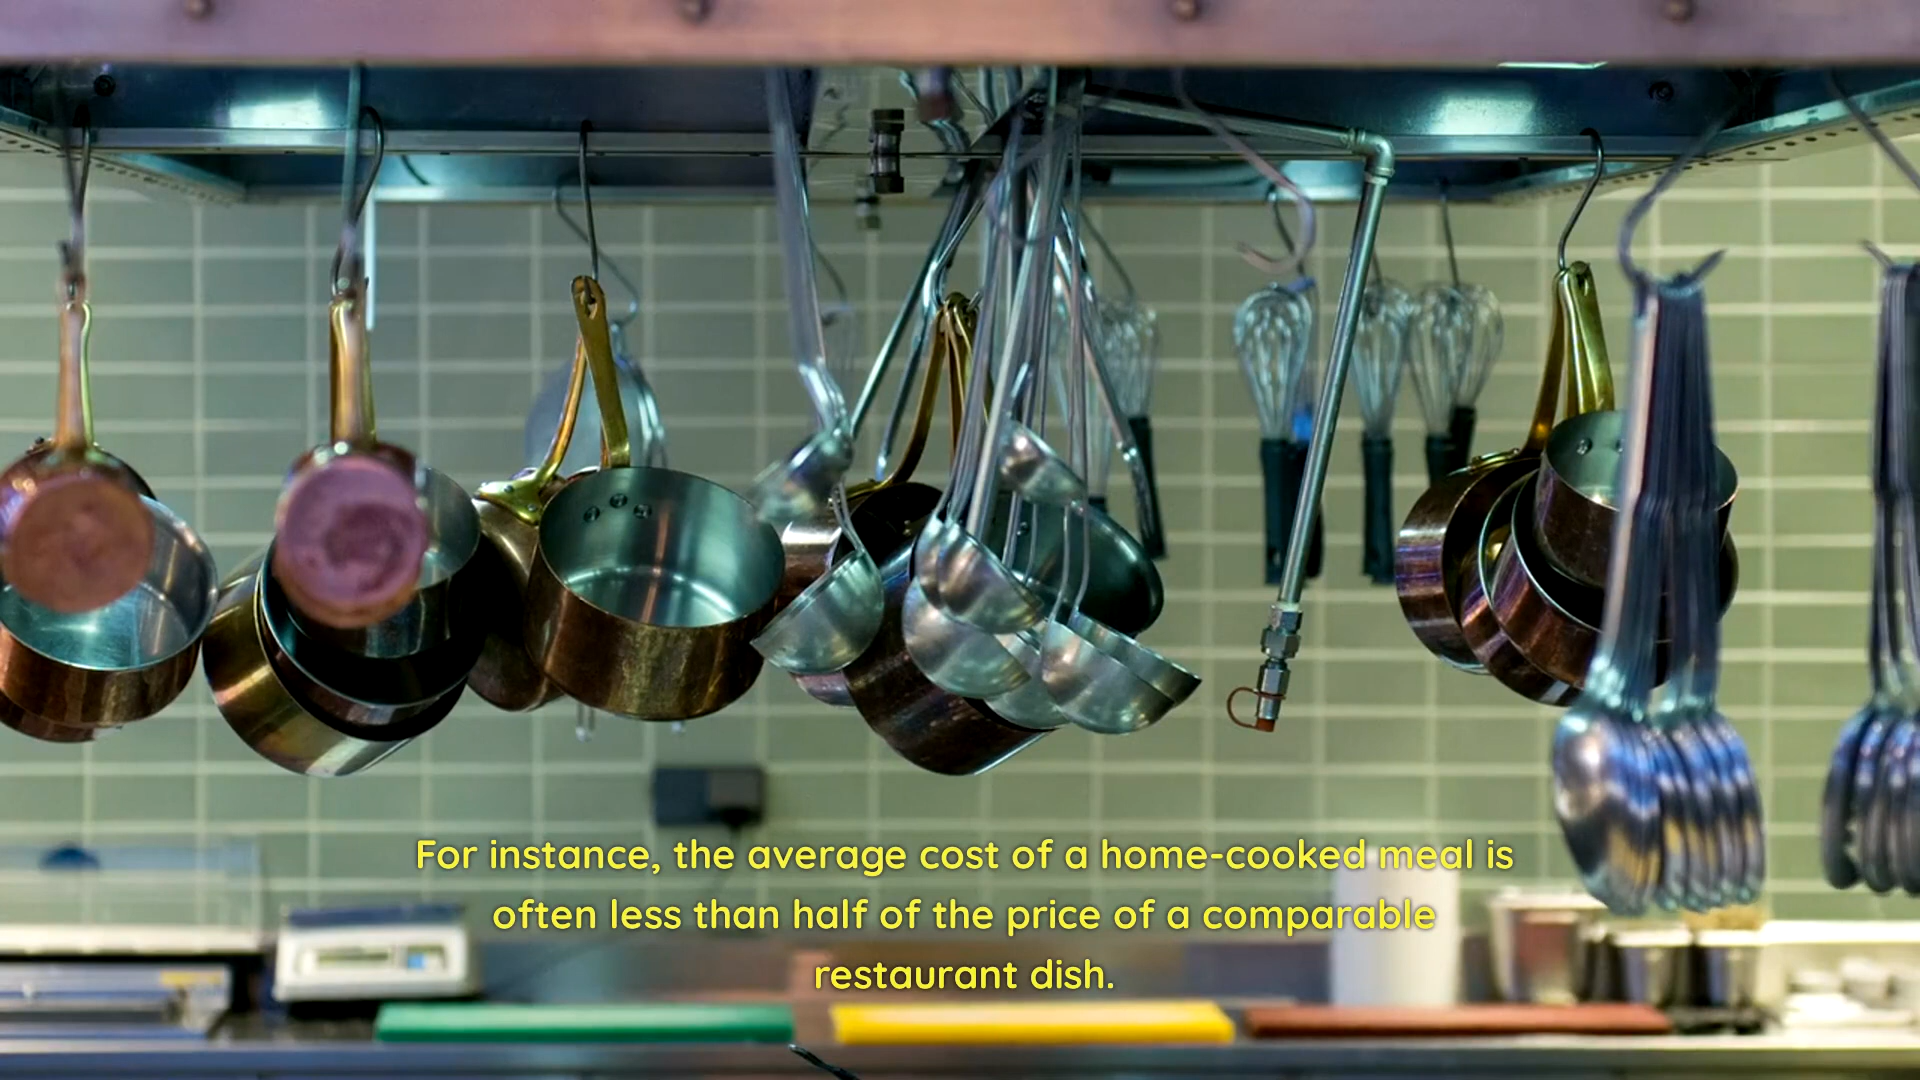 For instance, the average cost of a home-cooked meal is
often less than half of the price of a comparable
restaurant dish.